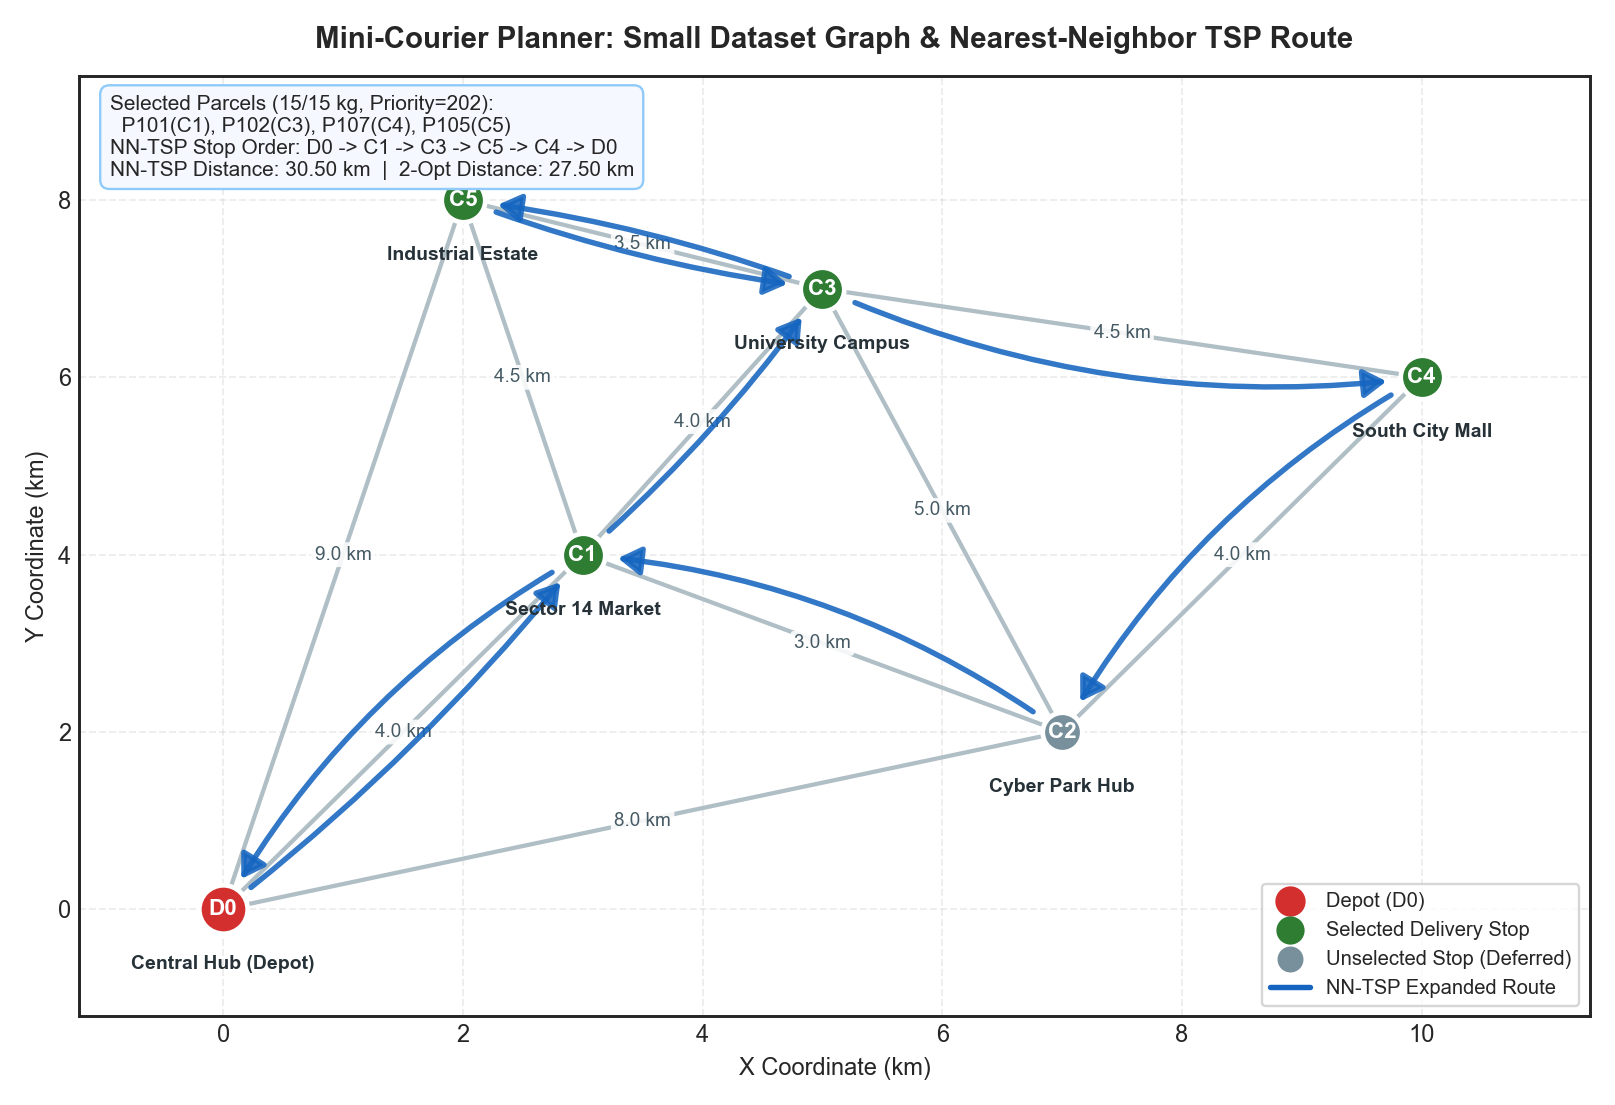 Mini-Courier Planner: Small Dataset Graph & Nearest-Neighbor TSP Route
Selected Parcels (15/15 kg, Priority=202):
P101(C1), P102(C3), P107(C4), P105(C5)
NN-TSP Stop Order: D0 -> C1 -> C3 -> C5 -> C4 -> D0
NN-TSP Distance: 30.50 km | 2-Opt Distance: 27.50 km
8
C5
Industrial Estate
3.5 km
C3
University Campus
4.5 km
6
4.5 km
C4
South City Mall
4.0 km
5.0 km
4
9.0 km
C1
4.0 km
Sector 14 Market
3.0 km
2
4.0 km
C2
Cyber Park Hub
8.0 km
0
D0
Central Hub (Depot)
Y Coordinate (km)
Depot (D0)
Selected Delivery Stop
Unselected Stop (Deferred)
NN-TSP Expanded Route
0 2 4 6 8 10
X Coordinate (km)